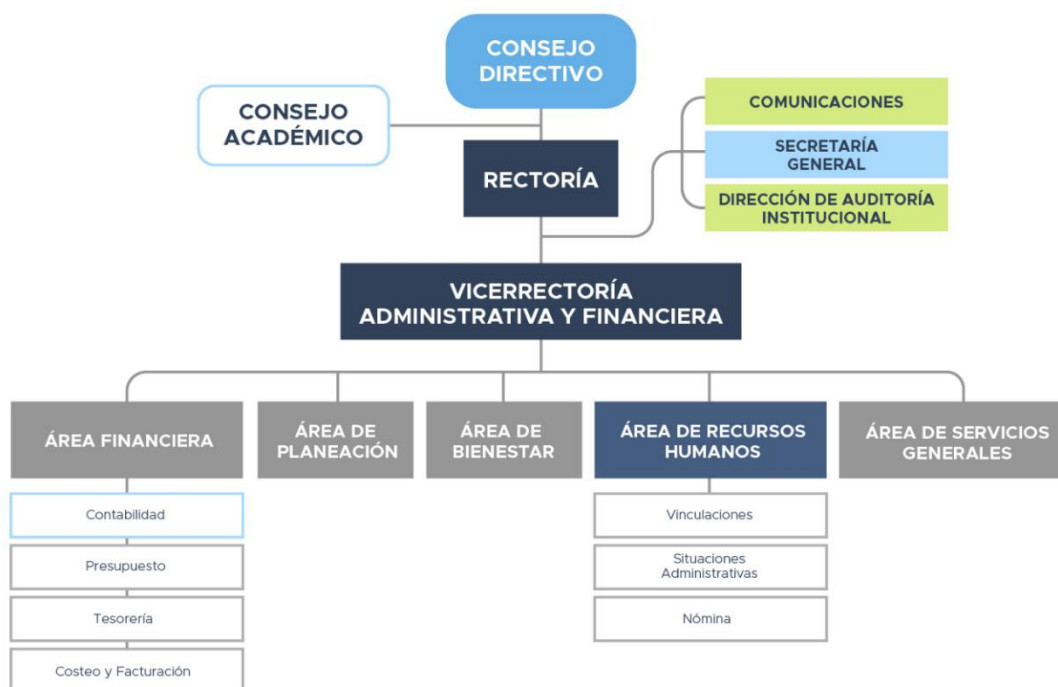 CONSEJO
DIRECTIVO
CONSEJO
ACADÉMICO
COMUNICACIONES
SECRETARÍA
GENERAL
RECTORÍA
DIRECCIÓN DE AUDITORÍA
INSTITUCIONAL
VICERRECTORÍA
ADMINISTRATIVA Y FINANCIERA
ÁREA FINANCIERA
ÁREA DE
PLANEACIÓN
ÁREA DE
BIENESTAR
ÁREA DE RECURSOS
HUMANOS
ÁREA DE SERVICIOS
GENERALES
Contabilidad
Presupuesto
Tesorería
Costeo y Facturación
Vinculaciones
Situaciones
Administrativas
Nómina